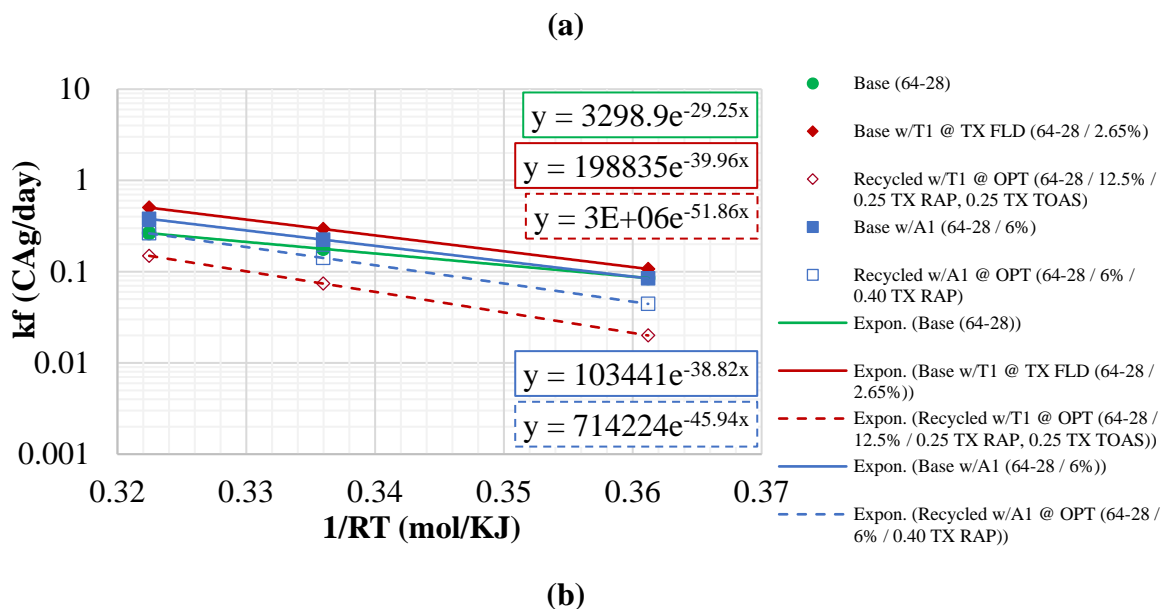 (a)
10
1
0.1
0.01
0.001
kf (CAg/day)
0.32
0.33
0.34
0.35
0.36
0.37
1/RT (mol/KJ)
y = 3298.9e-29.25x
y = 198835e-39.96x
y = 3E+06e-51.86x
y = 103441e-38.82x
y = 714224e-45.94x
Base (64-28)
Base w/T1 @ TX FLD (64-28 / 2.65%)
Recycled w/T1 @ OPT (64-28 / 12.5% /
0.25 TX RAP, 0.25 TX TOAS)
Base w/A1 (64-28 / 6%)
Recycled w/A1 @ OPT (64-28 / 6% /
0.40 TX RAP)
Expon. (Base (64-28))
Expon. (Base w/T1 @ TX FLD (64-28 /
2.65%))
Expon. (Recycled w/T1 @ OPT (64-28 /
12.5% / 0.25 TX RAP, 0.25 TX TOAS))
Expon. (Base w/A1 (64-28 / 6%))
Expon. (Recycled w/A1 @ OPT (64-28 /
6% / 0.40 TX RAP))
(b)